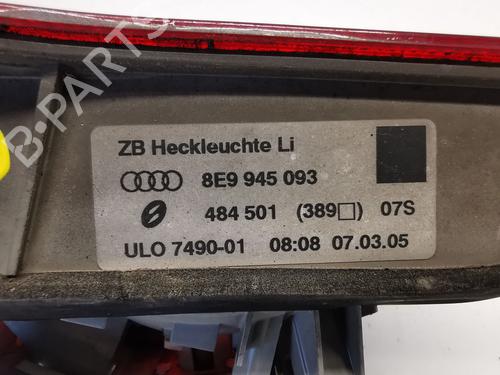 B-PARTS
ZB Heckleuchte Li
8E9 945 093
484 501 (389□) 07S
ULO 7490-01 08:08 07.03.05